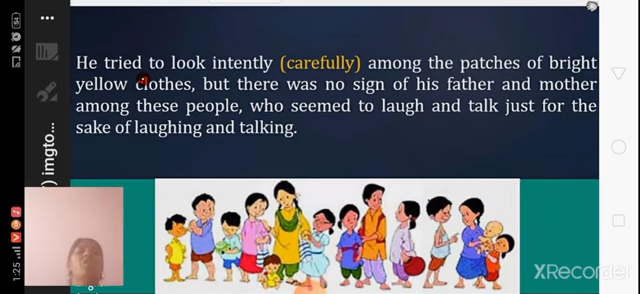 He tried to look intently (carefully) among the patches of bright
yellow clothes, but there was no sign of his father and mother
among these people, who seemed to laugh and talk just for the
sake of laughing and talking.
) imgto...
1:25
54
XRecorder